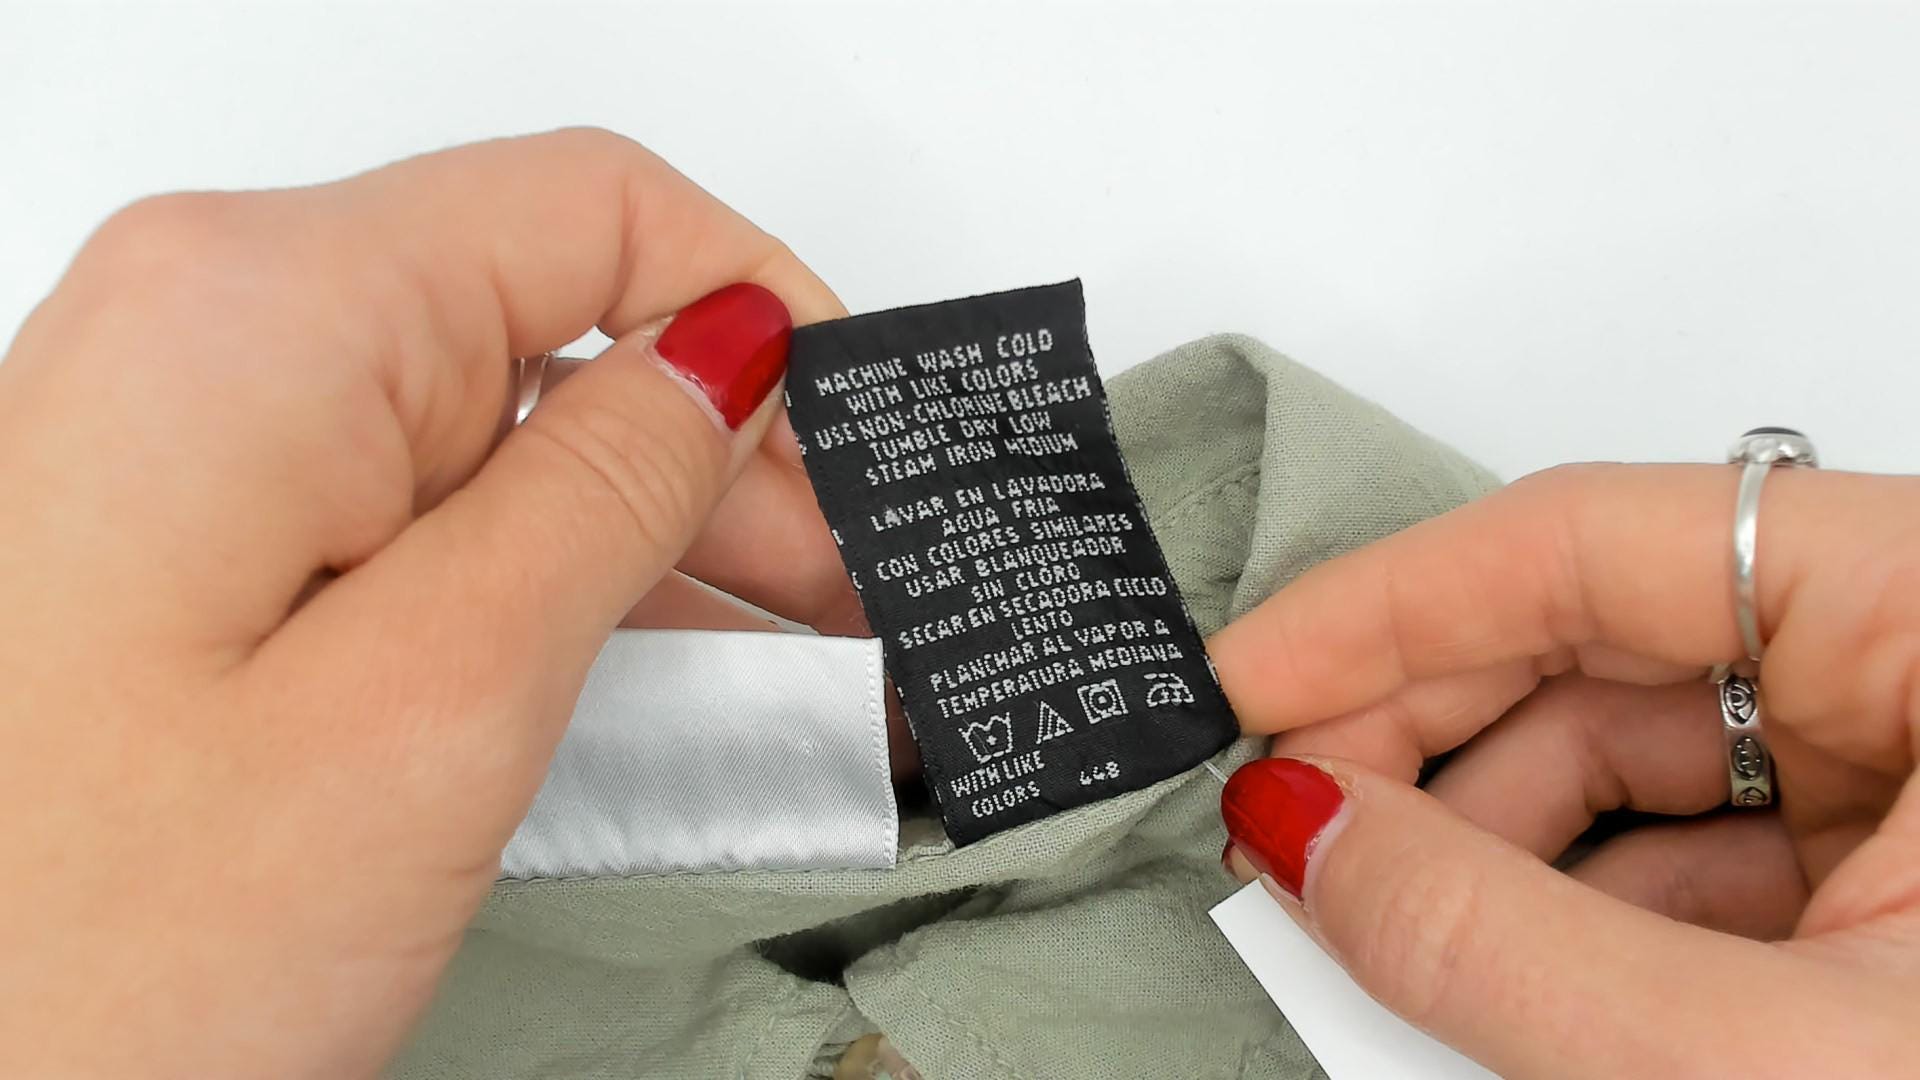 MACHINE WASH COLD
WITH LIKE COLORS
USE NON-CHLORINE BLEACH
TUMBLE DRY LOW
STEAM IRON MEDIUM
LAVAR EN LAVADORA
AGUA FRIA
CON COLORES SIMILARES
USAR BLANQUEADOR
SIN CLORO
SECAR EN SECADORA CICLO
LENTO
PLANCHAR AL VAPOR A
TEMPERATURA MEDIANA
WITH LIKE
COLORS
448